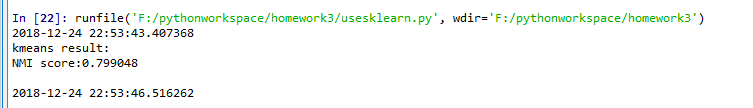 In [22]: runfile('F:/pythonworkspace/homework3/usesklearn.py', wdir='F:/pythonworkspace/homework3')
2018-12-24 22:53:43.407368
kmeans result:
NMI score:0.799048
2018-12-24 22:53:46.516262